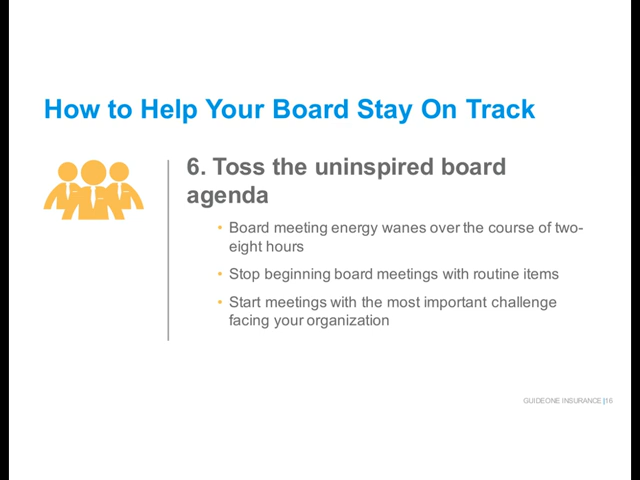 How to Help Your Board Stay On Track
6. Toss the uninspired board
agenda
• Board meeting energy wanes over the course of two-
eight hours
• Stop beginning board meetings with routine items
• Start meetings with the most important challenge
facing your organization
GUIDEONE INSURANCE |16